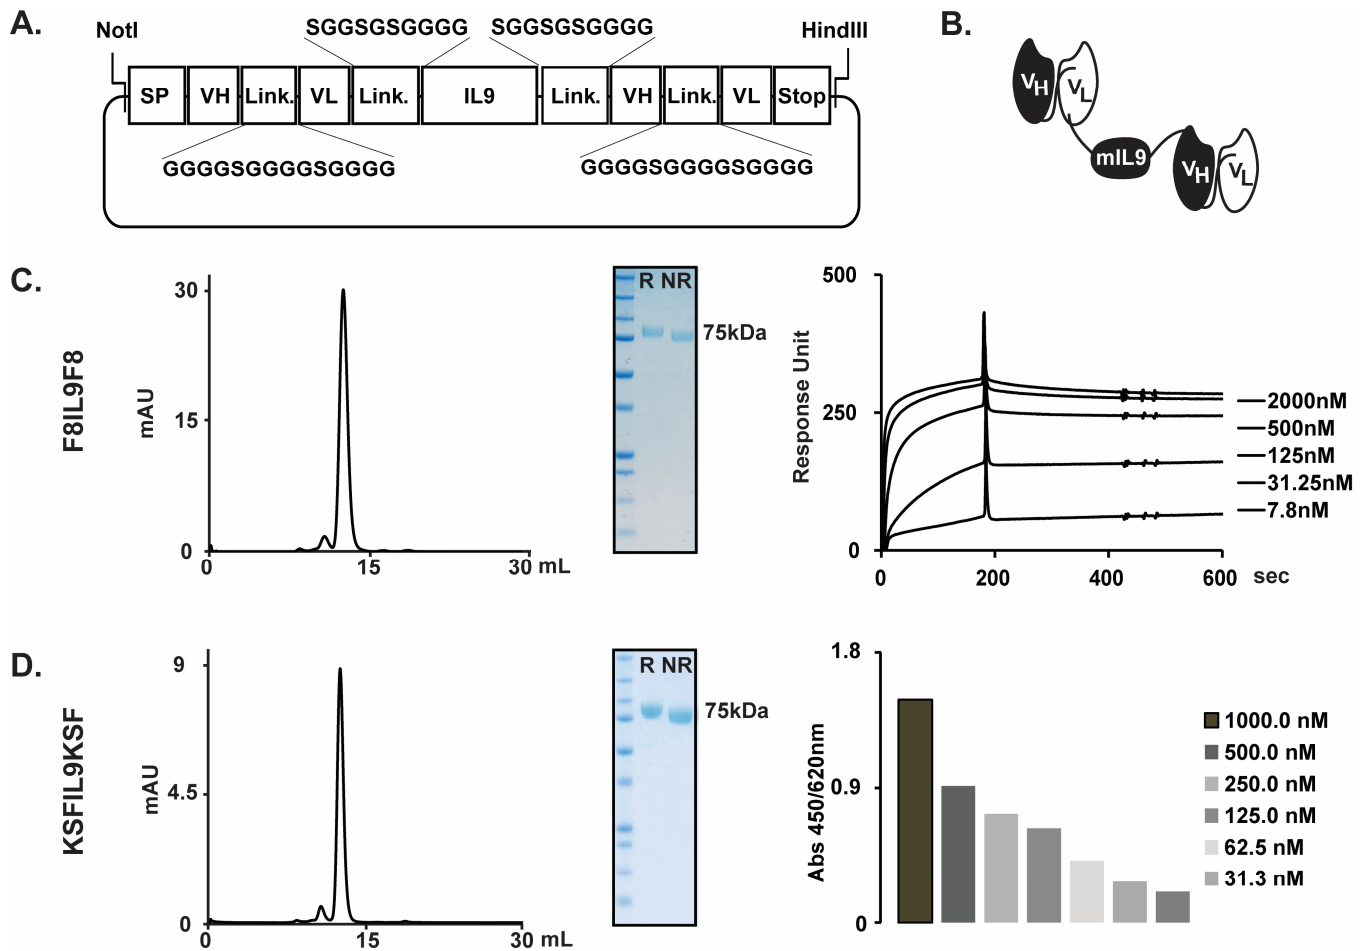 A.
SGGSGSGGGG SGGSGSGGGG
NotI HindIII
SP VH Link. VL Link. IL9 Link. VH Link. VL Stop
GGGGSGGGGSGGGG GGGGSGGGGSGGGG
B.
VH VL
mIL9
VH VL
C.
F8IL9F8
mAU
30
15
0
0 15 30 mL
R NR
75kDa
Response Unit
500
250
0
0 200 400 600 sec
2000nM
500nM
125nM
31.25nM
7.8nM
D.
KSFIL9KSF
mAU
9
4.5
0
0 15 30 mL
R NR
75kDa
Abs 450/620nm
1.8
0.9
0
1000.0 nM
500.0 nM
250.0 nM
125.0 nM
62.5 nM
31.3 nM